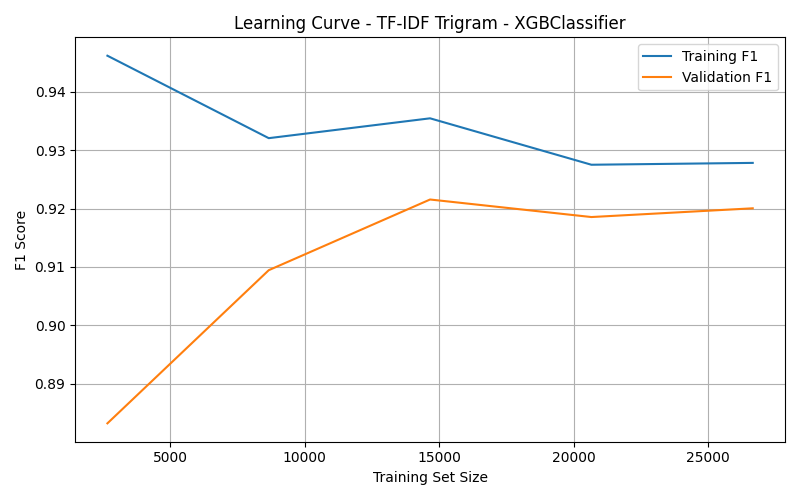 Learning Curve - TF-IDF Trigram - XGBClassifier
Training F1
Validation F1
0.94
0.93
0.92
0.91
0.90
0.89
F1 Score
5000 10000 15000 20000 25000
Training Set Size